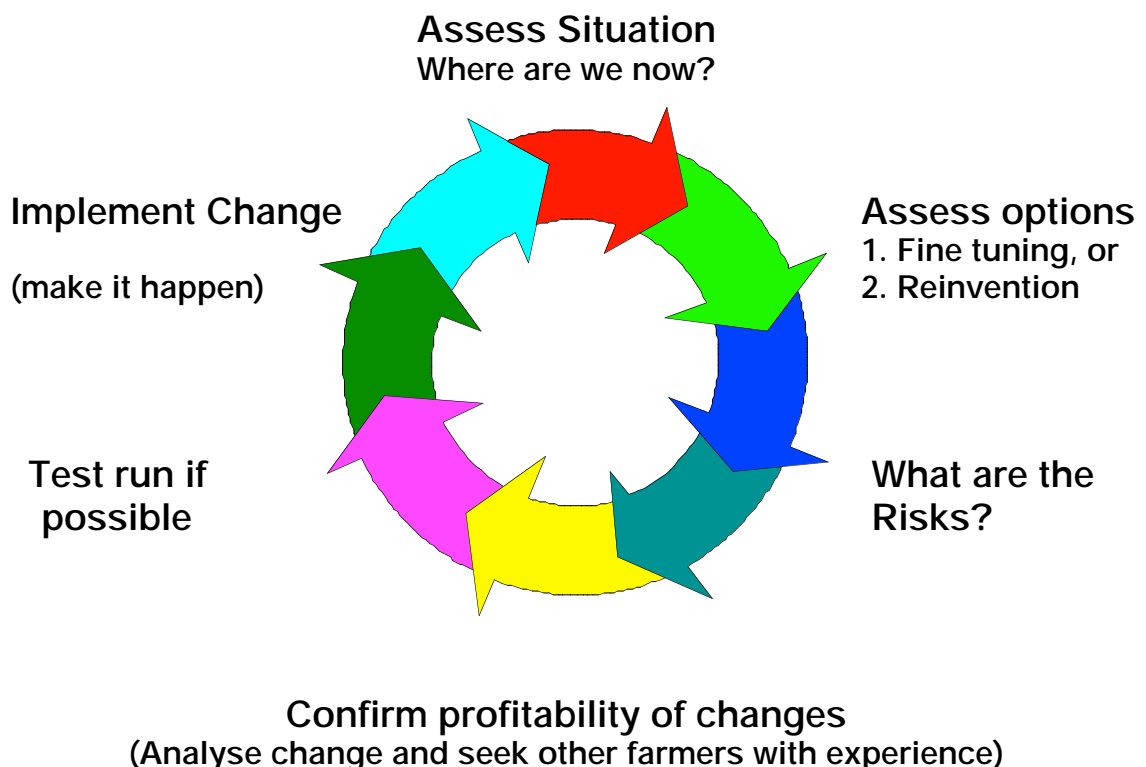 Assess Situation
Where are we now?
Assess options
1. Fine tuning, or
2. Reinvention
What are the
Risks?
Confirm profitability of changes
(Analyse change and seek other farmers with experience)
Test run if
possible
Implement Change
(make it happen)